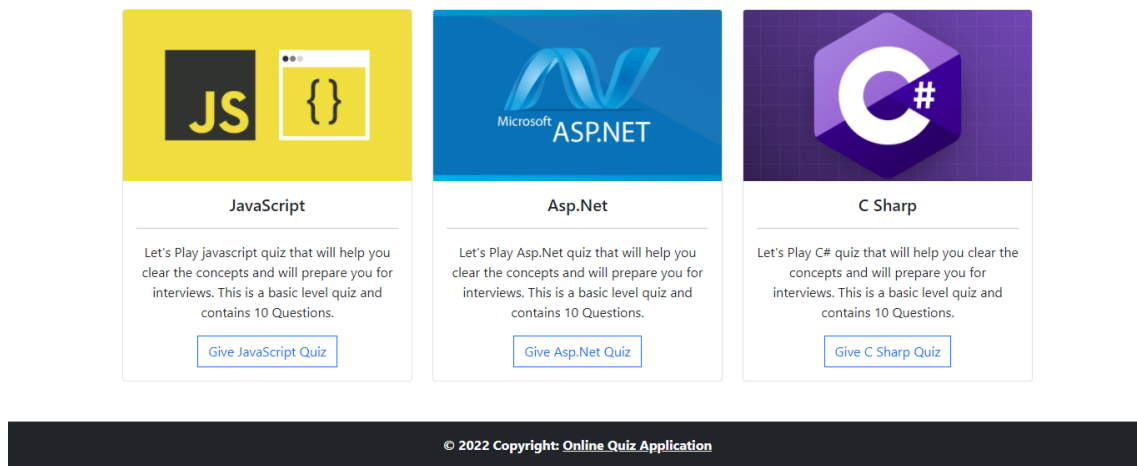 JS
{}
Microsoft ASP.NET
C#
JavaScript
Let's Play javascript quiz that will help you
clear the concepts and will prepare you for
interviews. This is a basic level quiz and
contains 10 Questions.
Give JavaScript Quiz
Asp.Net
Let's Play Asp.Net quiz that will help you
clear the concepts and will prepare you for
interviews. This is a basic level quiz and
contains 10 Questions.
Give Asp.Net Quiz
C Sharp
Let's Play C# quiz that will help you clear the
concepts and will prepare you for
interviews. This is a basic level quiz and
contains 10 Questions.
Give C Sharp Quiz
© 2022 Copyright: Online Quiz Application